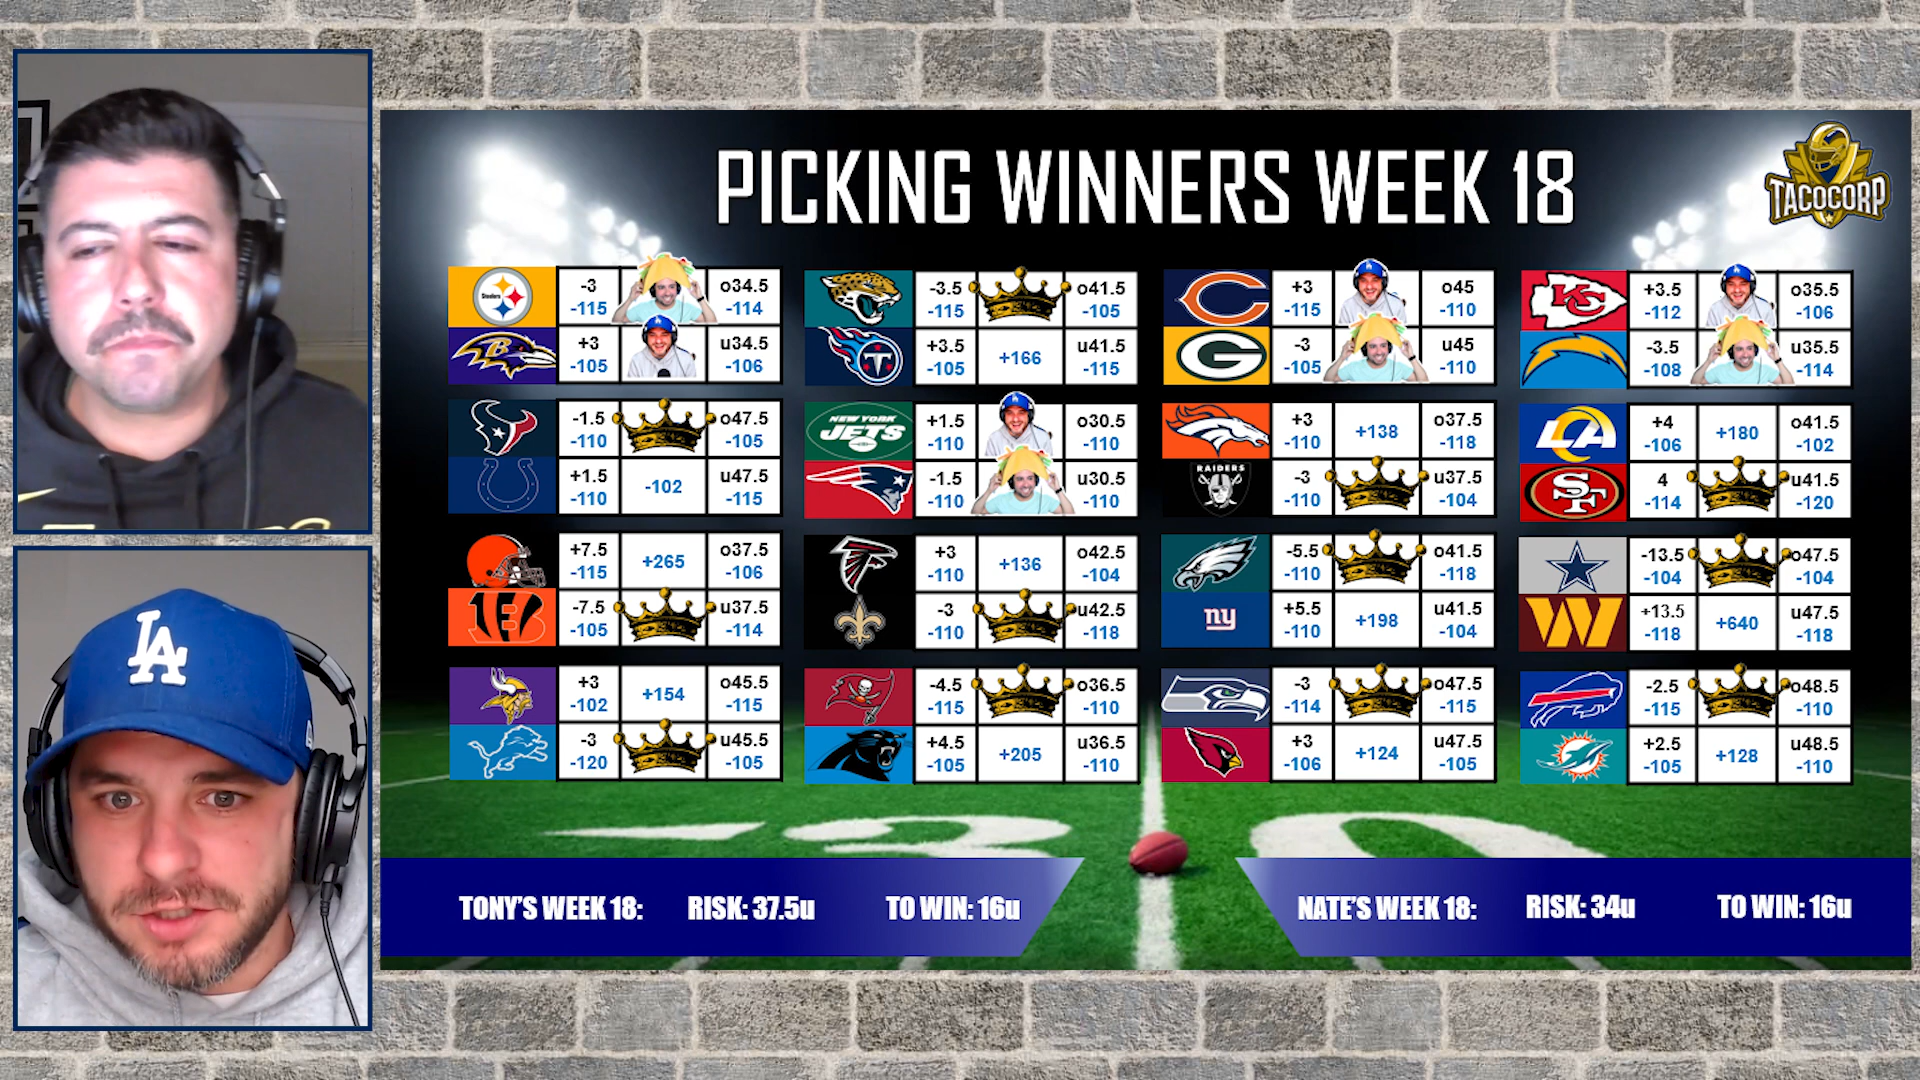 PICKING WINNERS WEEK 18
TACOCORP
Steelers
-3
-115
o34.5
-114
B
+3
-105
u34.5
-106
-3.5
-115
o41.5
-105
T
+3.5
-105
+166
u41.5
-115
C
+3
-115
o45
-110
G
-3
-105
u45
-110
KC
+3.5
-112
o35.5
-106
-3.5
-108
u35.5
-114
-1.5
-110
o47.5
-105
+1.5
-110
-102
u47.5
-115
NEW YORK
JETS
+1.5
-110
o30.5
-110
-1.5
-110
u30.5
-110
+3
-110
+138
o37.5
-118
RAIDERS
-3
-110
u37.5
-104
LA
+4
-106
+180
o41.5
-102
SF
4
-114
u41.5
-120
+7.5
-115
+265
o37.5
-106
-7.5
-105
u37.5
-114
+3
-110
+136
o42.5
-104
-3
-110
u42.5
-118
-5.5
-110
o41.5
-118
ny
+5.5
-110
+198
u41.5
-104
-13.5
-104
o47.5
-104
W
+13.5
-118
+640
u47.5
-118
+3
-102
+154
o45.5
-115
-3
-120
u45.5
-105
-4.5
-115
o36.5
-110
+4.5
-105
+205
u36.5
-110
-3
-114
o47.5
-115
+3
-106
+124
u47.5
-105
-2.5
-115
o48.5
-110
+2.5
-105
+128
u48.5
-110
LA
TONY'S WEEK 18: RISK: 37.5u TO WIN: 16u
NATE'S WEEK 18: RISK: 34u TO WIN: 16u